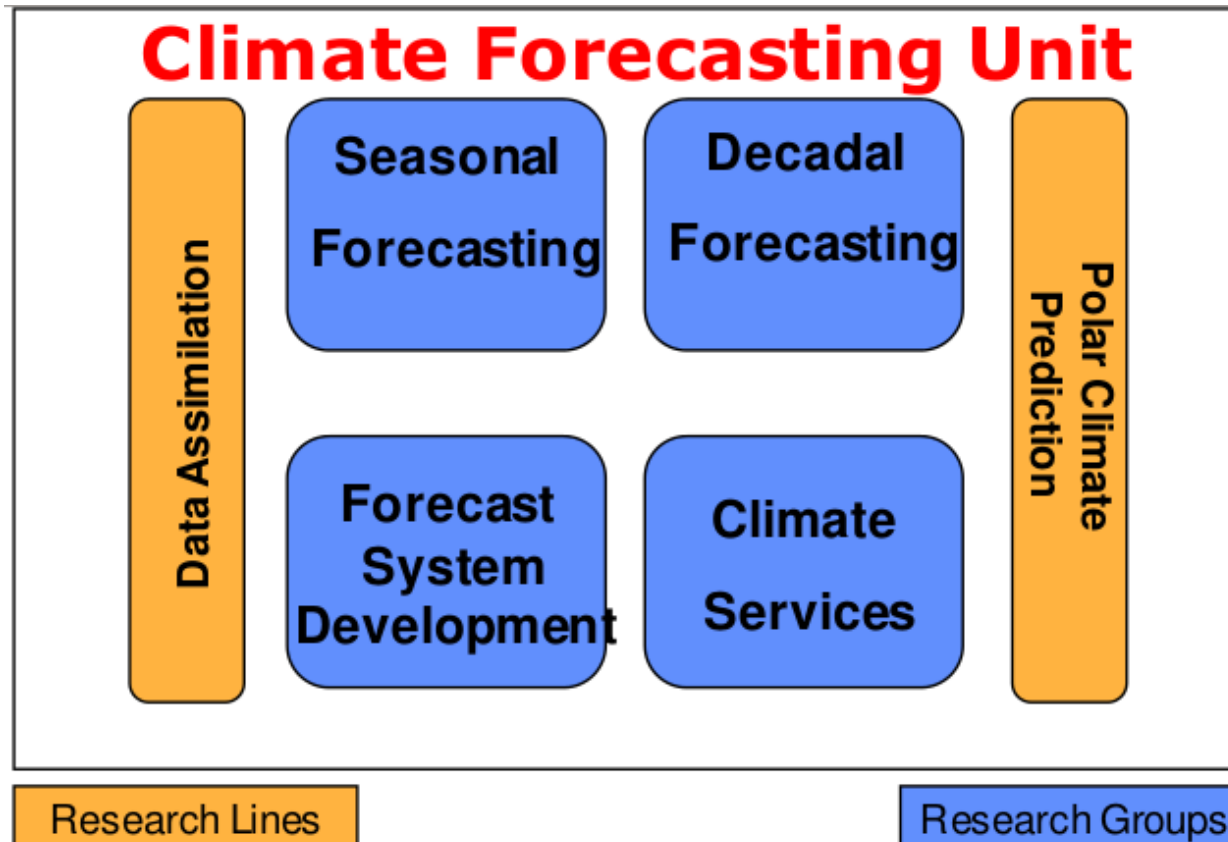 Climate Forecasting Unit
Data Assimilation
Seasonal
Forecasting
Decadal
Forecasting
Forecast
System
Development
Climate
Services
Polar Climate
Prediction
Research Lines
Research Groups